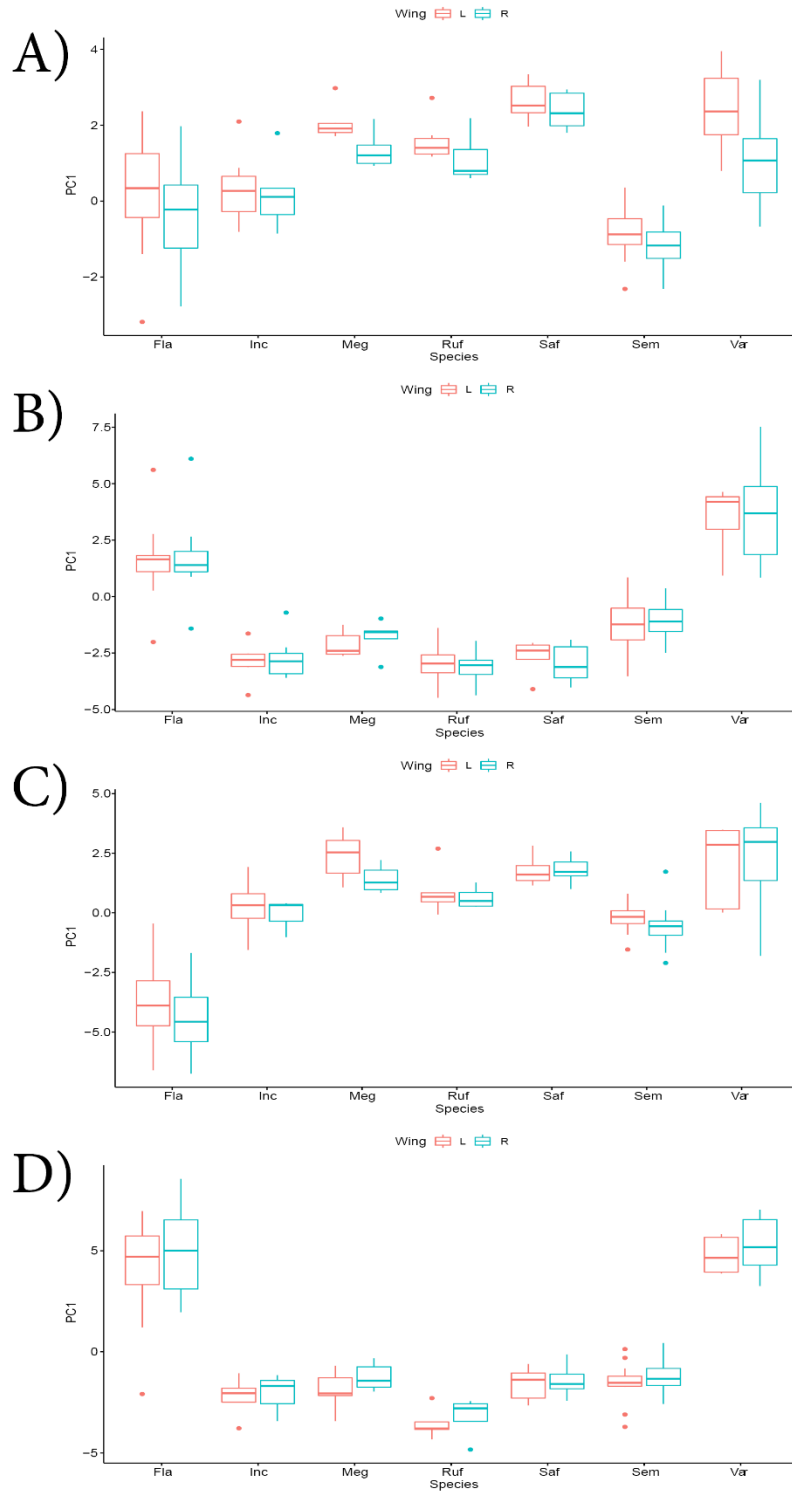 A)
Wing L R
4
2
0
−2
PC1
Fla Inc Meg Ruf Saf Sem Var
Species
B)
Wing L R
7.5
5.0
2.5
0.0
−2.5
−5.0
PC1
Fla Inc Meg Ruf Saf Sem Var
Species
C)
Wing L R
5.0
2.5
0.0
−2.5
−5.0
PC1
Fla Inc Meg Ruf Saf Sem Var
Species
D)
Wing L R
5
0
−5
PC1
Fla Inc Meg Ruf Saf Sem Var
Species